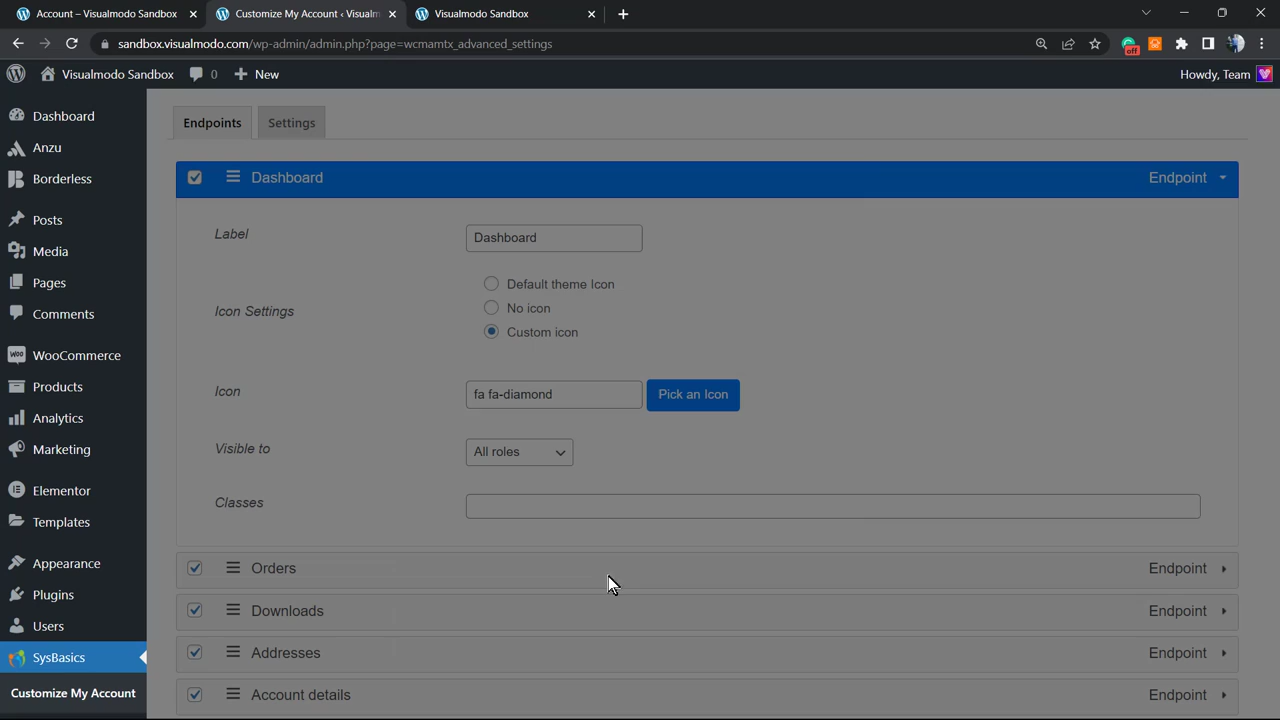 Account – Visualmodo Sandbox
Customize My Account ‹ Visualm
Visualmodo Sandbox
sandbox.visualmodo.com/wp-admin/admin.php?page=wcmamtx_advanced_settings
off
Visualmodo Sandbox
0
New
Howdy, Team
Dashboard
Anzu
Borderless
Posts
Media
Pages
Comments
Woo
WooCommerce
Products
Analytics
Marketing
Elementor
Templates
Appearance
Plugins
Users
SysBasics
Customize My Account
Endpoints
Settings
Dashboard
Endpoint
Label
Dashboard
Icon Settings
Default theme Icon
No icon
Custom icon
Icon
fa fa-diamond
Pick an Icon
Visible to
All roles
Classes
Orders
Endpoint
Downloads
Endpoint
Addresses
Endpoint
Account details
Endpoint